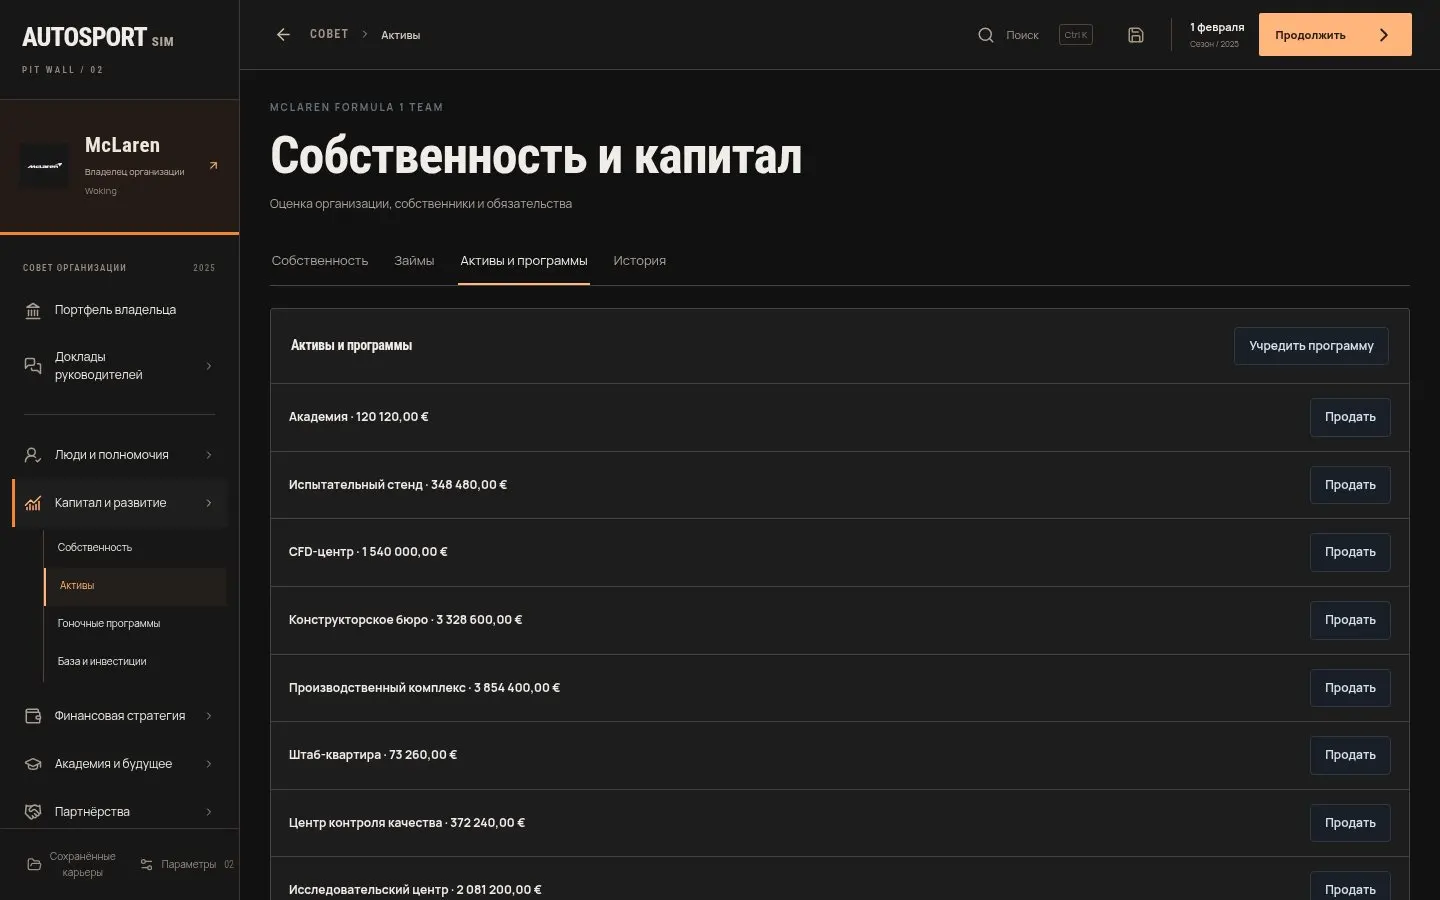 AUTOSPORT SIM
PIT WALL / 02
McLaren
McLaren
Владелец организации
Woking
СОВЕТ ОРГАНИЗАЦИИ 2025
Портфель владельца
Доклады
руководителей
Люди и полномочия
Капитал и развитие
Собственность
Активы
Гоночные программы
База и инвестиции
Финансовая стратегия
Академия и будущее
Партнёрства
Сохранённые
карьеры
Параметры 02
СОВЕТ > Активы
Поиск Ctrl K
1 февраля
Сезон / 2025
Продолжить
MCLAREN FORMULA 1 TEAM
Собственность и капитал
Оценка организации, собственники и обязательства
Собственность Займы Активы и программы История
Активы и программы Учредить программу
Академия · 120 120,00 € Продать
Испытательный стенд · 348 480,00 € Продать
CFD-центр · 1 540 000,00 € Продать
Конструкторское бюро · 3 328 600,00 € Продать
Производственный комплекс · 3 854 400,00 € Продать
Штаб-квартира · 73 260,00 € Продать
Центр контроля качества · 372 240,00 € Продать
Исследовательский центр · 2 081 200,00 € Продать